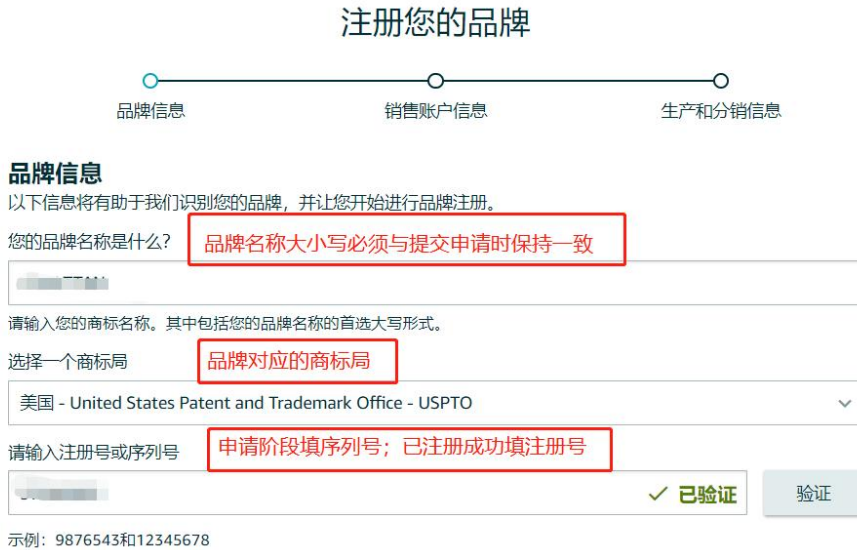 注册您的品牌
品牌信息
销售账户信息
生产和分销信息
品牌信息
以下信息将有助于我们识别您的品牌，并让您开始进行品牌注册。
您的品牌名称是什么？
品牌名称大小写必须与提交申请时保持一致
请输入您的商标名称。其中包括您的品牌名称的首选大写形式。
选择一个商标局
品牌对应的商标局
美国 - United States Patent and Trademark Office - USPTO
请输入注册号或序列号
申请阶段填序列号；已注册成功填注册号
已验证
验证
示例：9876543和12345678